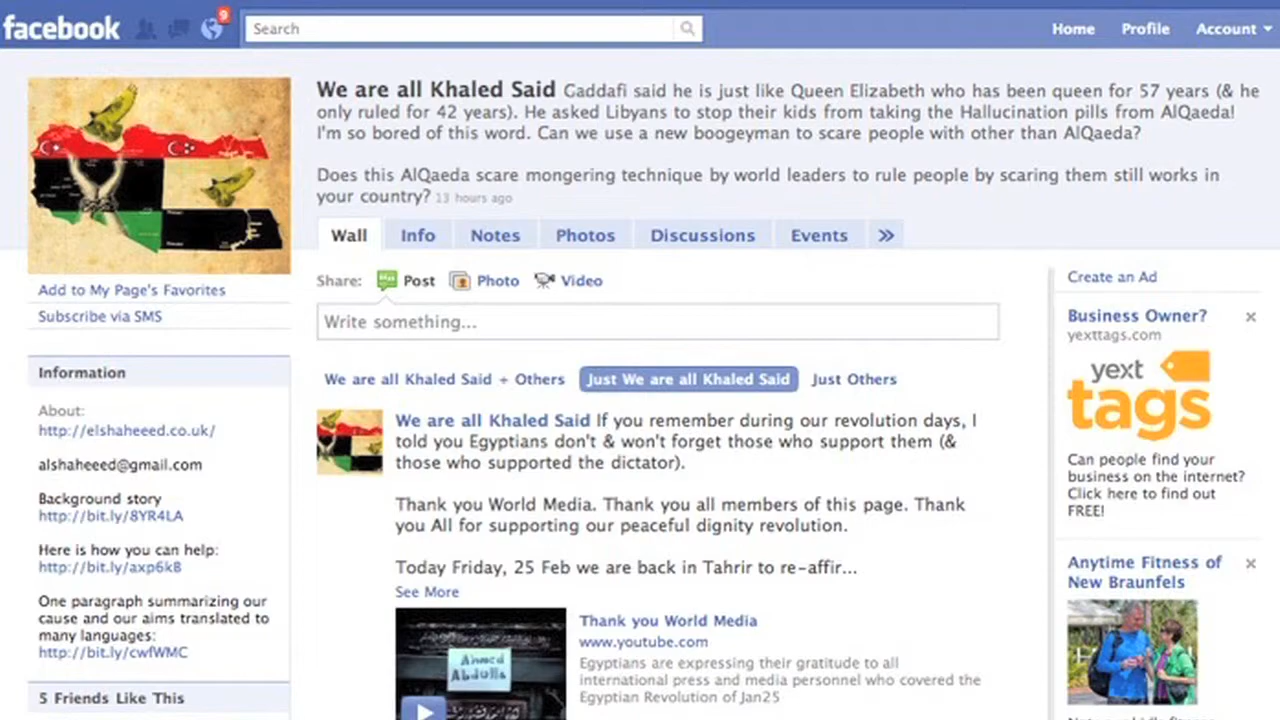 facebook
9
Search
Home
Profile
Account
We are all Khaled Said Gaddafi said he is just like Queen Elizabeth who has been queen for 57 years (& he
only ruled for 42 years). He asked Libyans to stop their kids from taking the Hallucination pills from AlQaeda!
I'm so bored of this word. Can we use a new boogeyman to scare people with other than AlQaeda?
Does this AlQaeda scare mongering technique by world leaders to rule people by scaring them still works in
your country? 13 hours ago
Wall
Info
Notes
Photos
Discussions
Events
»
Add to My Page's Favorites
Subscribe via SMS
Information
About:
http://elshaheeed.co.uk/
alshaheeed@gmail.com
Background story
http://bit.ly/8YR4LA
Here is how you can help:
http://bit.ly/axp6kB
One paragraph summarizing our
cause and our aims translated to
many languages:
http://bit.ly/cwfWMC
5 Friends Like This
Share:
Post
Photo
Video
Write something...
We are all Khaled Said + Others
Just We are all Khaled Said
Just Others
We are all Khaled Said If you remember during our revolution days, I
told you Egyptians don't & won't forget those who support them (&
those who supported the dictator).
Thank you World Media. Thank you all members of this page. Thank
you All for supporting our peaceful dignity revolution.
Today Friday, 25 Feb we are back in Tahrir to re-affir...
See More
Ahmed
Abdulla
Thank you World Media
www.youtube.com
Egyptians are expressing their gratitude to all
international press and media personnel who covered the
Egyptian Revolution of Jan25
Create an Ad
Business Owner?
yexttags.com
yext
tags
Can people find your
business on the internet?
Click here to find out
FREE!
Anytime Fitness of
New Braunfels